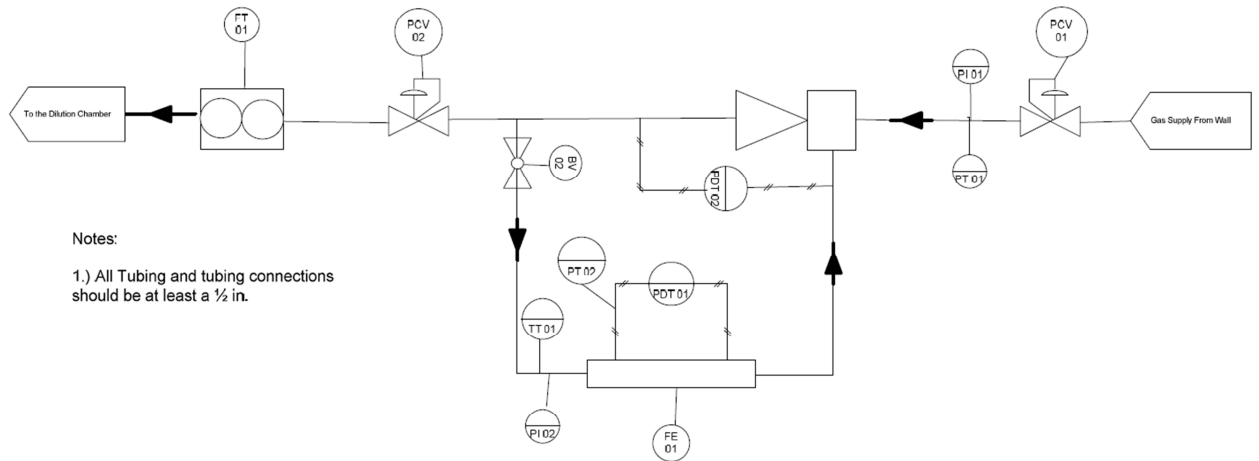 FT
01
PCV
02
PCV
01
PI 01
To the Dilution Chamber
Gas Supply From Wall
BV
02
PDT 02
PT 01
Notes:
1.) All Tubing and tubing connections
should be at least a ½ in.
PT 02
PDT 01
TT 01
PI 02
FE
01